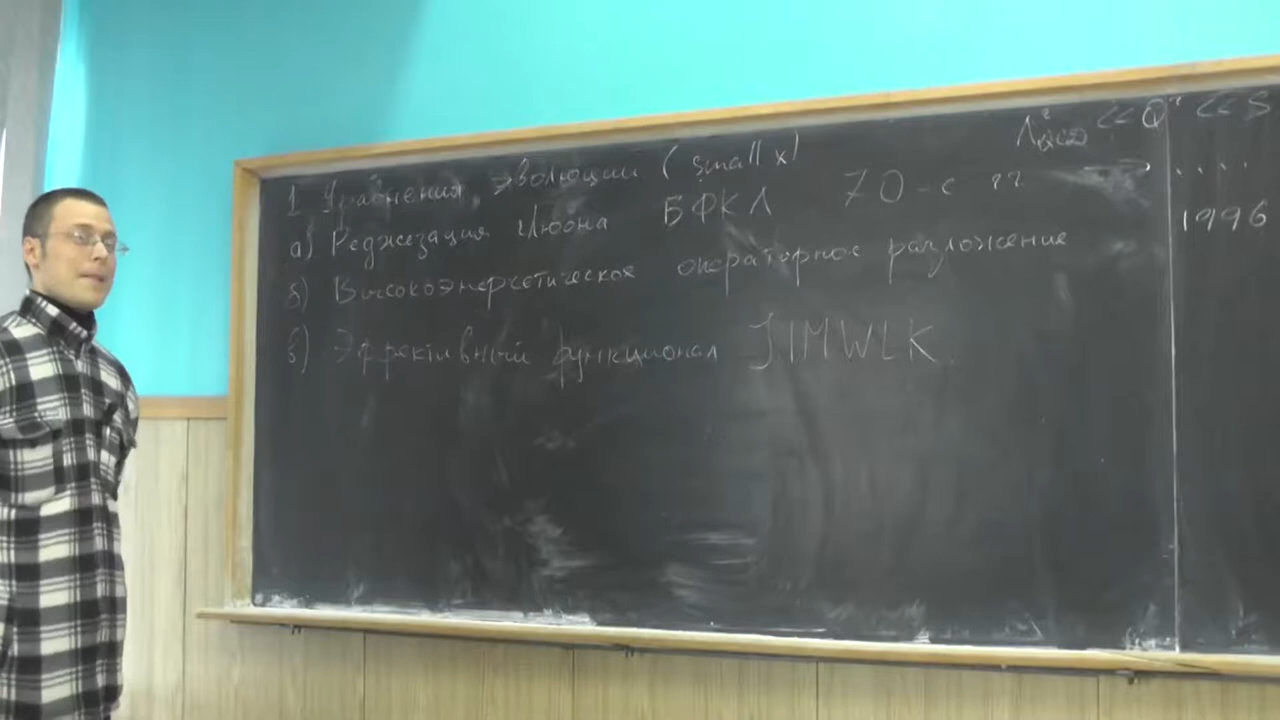 1 Уравнения эволюции (small x)
Λ²QCD << Q² << S
а) Реджезация глюона БФКЛ 70-е гг → ....
1996
б) Высокоэнергетическое операторное разложение
в) Эффективный функционал JIMWLK